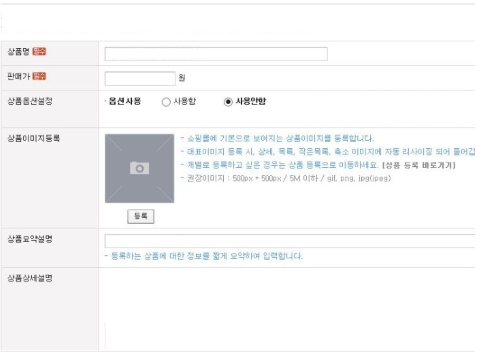 상품명 필수
판매가 필수
원
상품옵션설정
· 옵션사용 사용함 사용안함
상품이미지등록
- 쇼핑몰에 기본으로 보여지는 상품이미지를 등록합니다.
- 대표이미지 등록 시, 상세, 목록, 작은목록, 축소 이미지에 자동 리사이징 되어 들어갑
- 개별로 등록하고 싶은 경우는 상품 등록으로 이동하세요. [상품 등록 바로가기]
- 권장이미지 : 500px * 500px / 5M 이하 / gif, png, jpg(jpeg)
등록
상품요약설명
- 등록하는 상품에 대한 정보를 짧게 요약하여 입력합니다.
상품상세설명